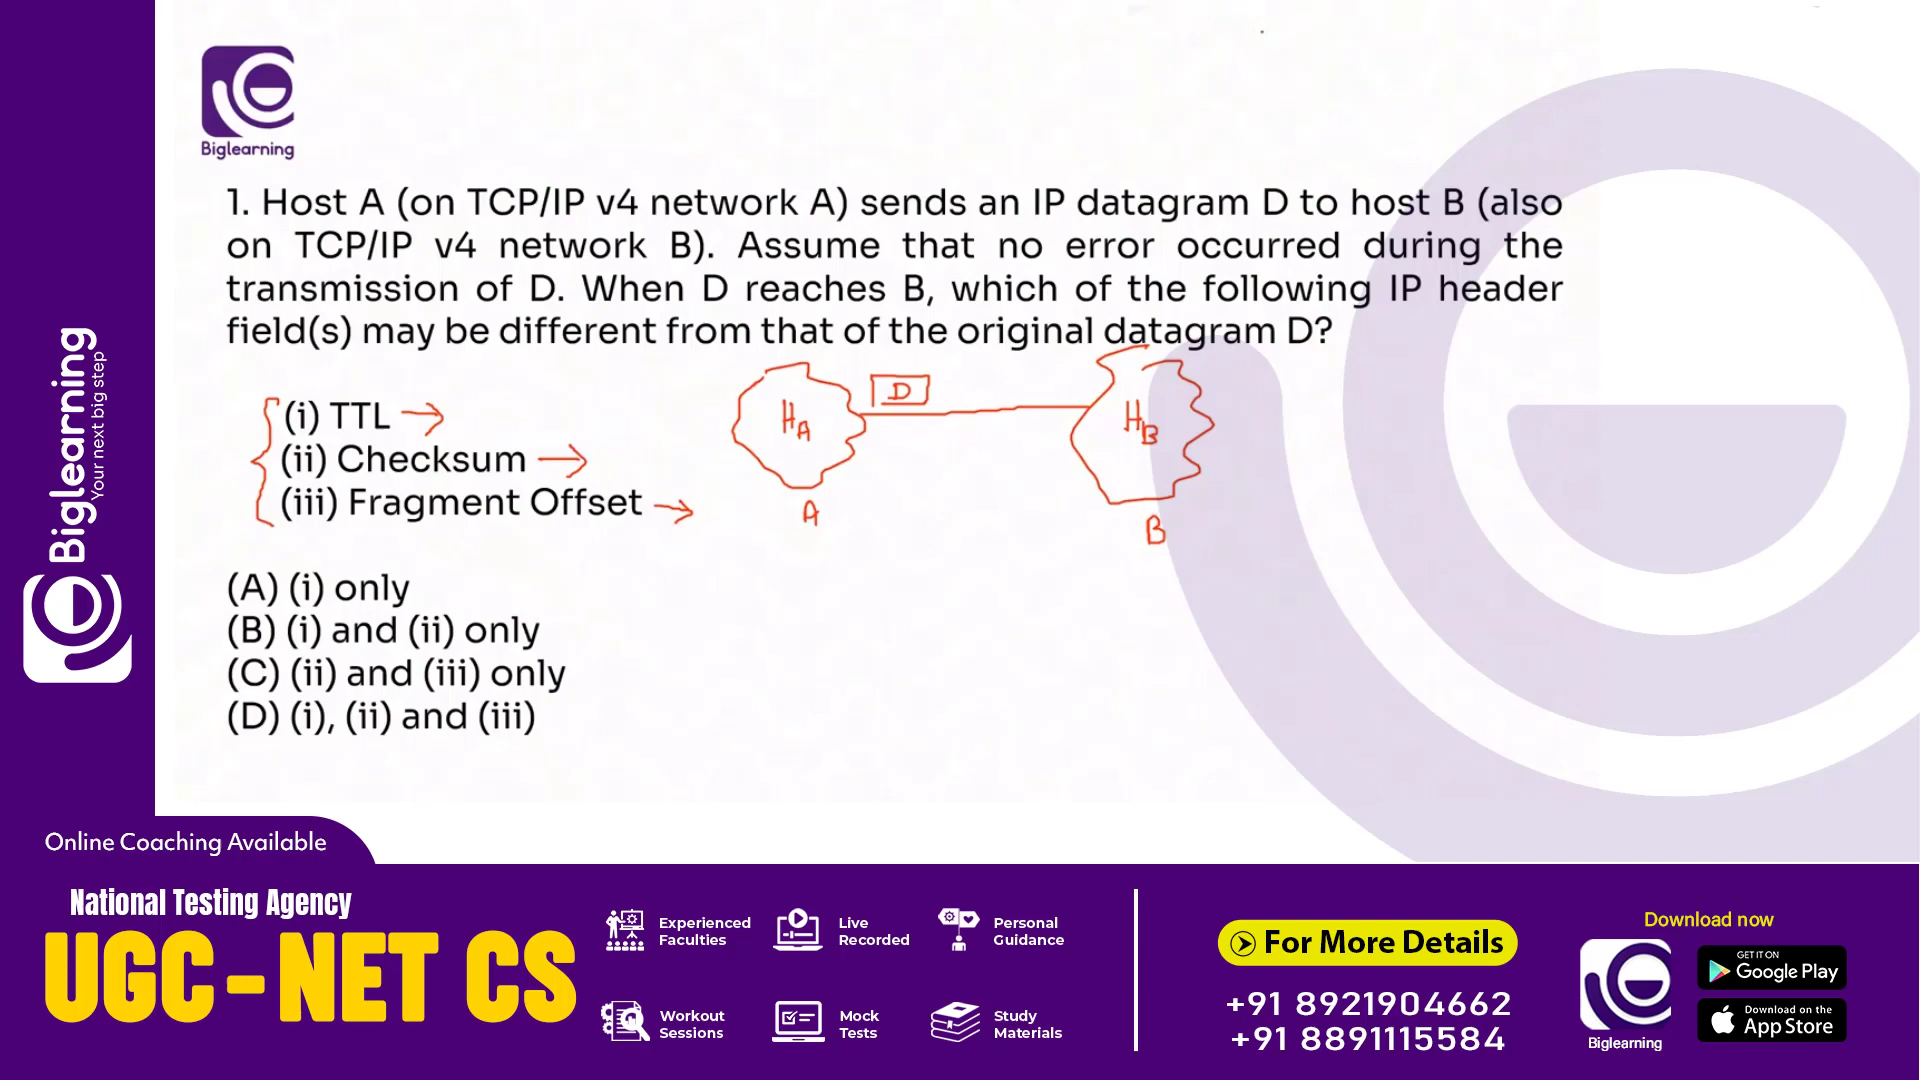 Biglearning
1. Host A (on TCP/IP v4 network A) sends an IP datagram D to host B (also
on TCP/IP v4 network B). Assume that no error occurred during the
transmission of D. When D reaches B, which of the following IP header
field(s) may be different from that of the original datagram D?
D
(i) TTL
HA
HB
(ii) Checksum
(iii) Fragment Offset
A
B
(A) (i) only
(B) (i) and (ii) only
(C) (ii) and (iii) only
(D) (i), (ii) and (iii)
Biglearning
Your next big step
Online Coaching Available
National Testing Agency
UGC-NET CS
Experienced
Faculties
Live
Recorded
Personal
Guidance
Workout
Sessions
Mock
Tests
Study
Materials
For More Details
+91 8921904662
+91 8891115584
Download now
Biglearning
GET IT ON
Google Play
Download on the
App Store